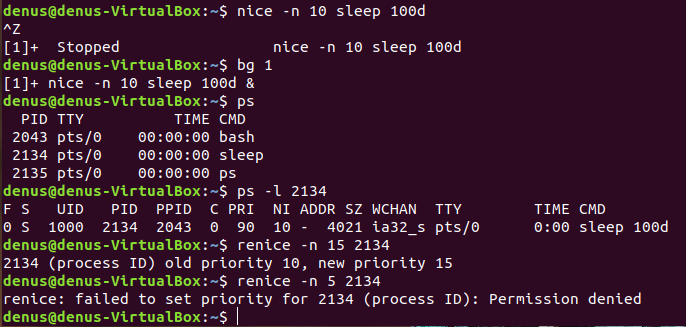 denus@denus-VirtualBox:~$ nice -n 10 sleep 100d
^Z
[1]+  Stopped                 nice -n 10 sleep 100d
denus@denus-VirtualBox:~$ bg 1
[1]+ nice -n 10 sleep 100d &
denus@denus-VirtualBox:~$ ps
  PID TTY          TIME CMD
 2043 pts/0    00:00:00 bash
 2134 pts/0    00:00:00 sleep
 2135 pts/0    00:00:00 ps
denus@denus-VirtualBox:~$ ps -l 2134
F S   UID   PID  PPID  C PRI  NI ADDR SZ WCHAN  TTY        TIME CMD
0 S  1000  2134  2043  0  90  10 -  4021 ia32_s pts/0      0:00 sleep 100d
denus@denus-VirtualBox:~$ renice -n 15 2134
2134 (process ID) old priority 10, new priority 15
denus@denus-VirtualBox:~$ renice -n 5 2134
renice: failed to set priority for 2134 (process ID): Permission denied
denus@denus-VirtualBox:~$